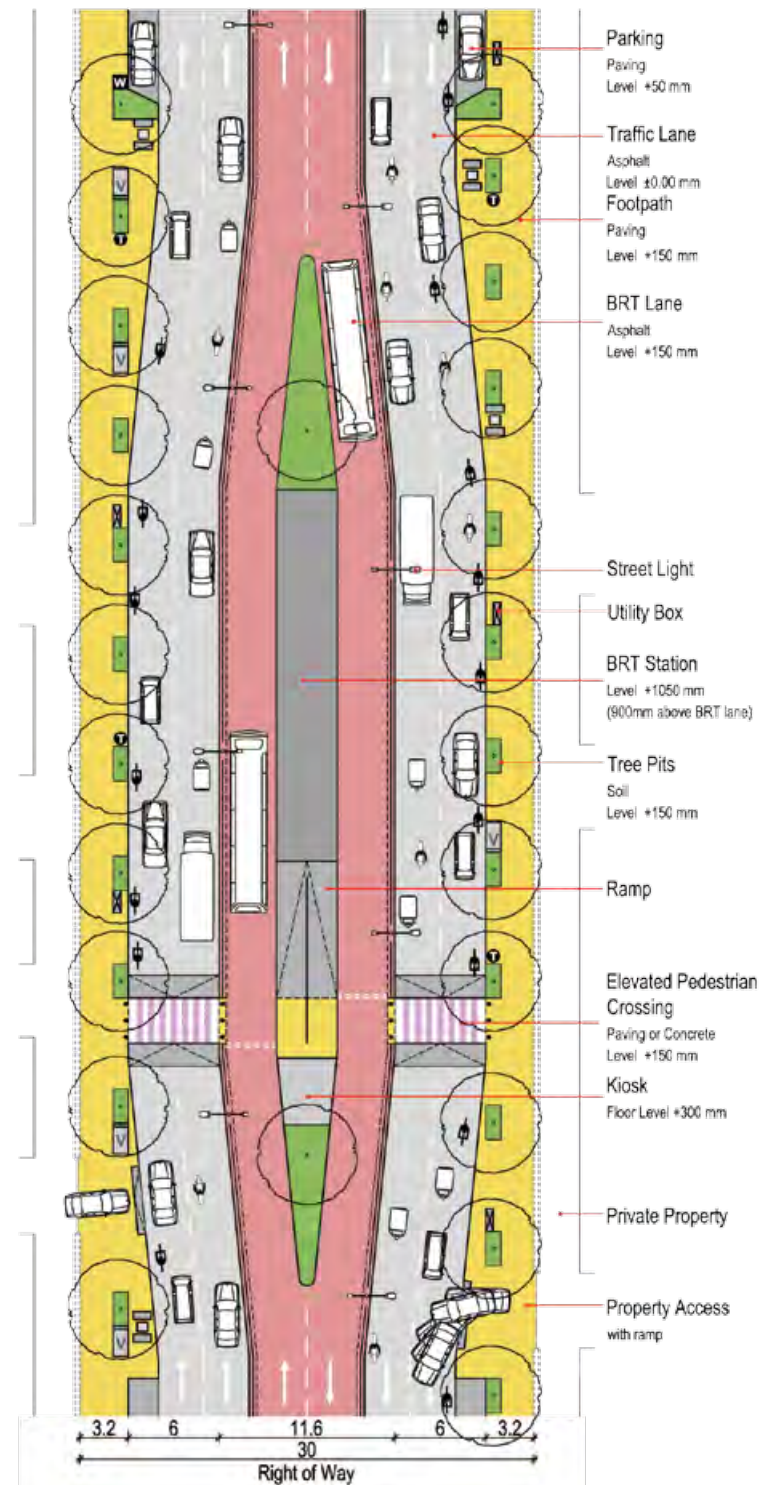 Parking
Paving
Level +50 mm
Traffic Lane
Asphalt
Level ±0.00 mm
Footpath
Paving
Level +150 mm
BRT Lane
Asphalt
Level +150 mm
Street Light
Utility Box
BRT Station
Level +1050 mm
(900mm above BRT lane)
Tree Pits
Soil
Level +150 mm
Ramp
Elevated Pedestrian
Crossing
Paving or Concrete
Level +150 mm
Kiosk
Floor Level +300 mm
Private Property
Property Access
with ramp
W
V
T
V
T
V
T
V
V
T
3.2 6 11.6 6 3.2
30
Right of Way